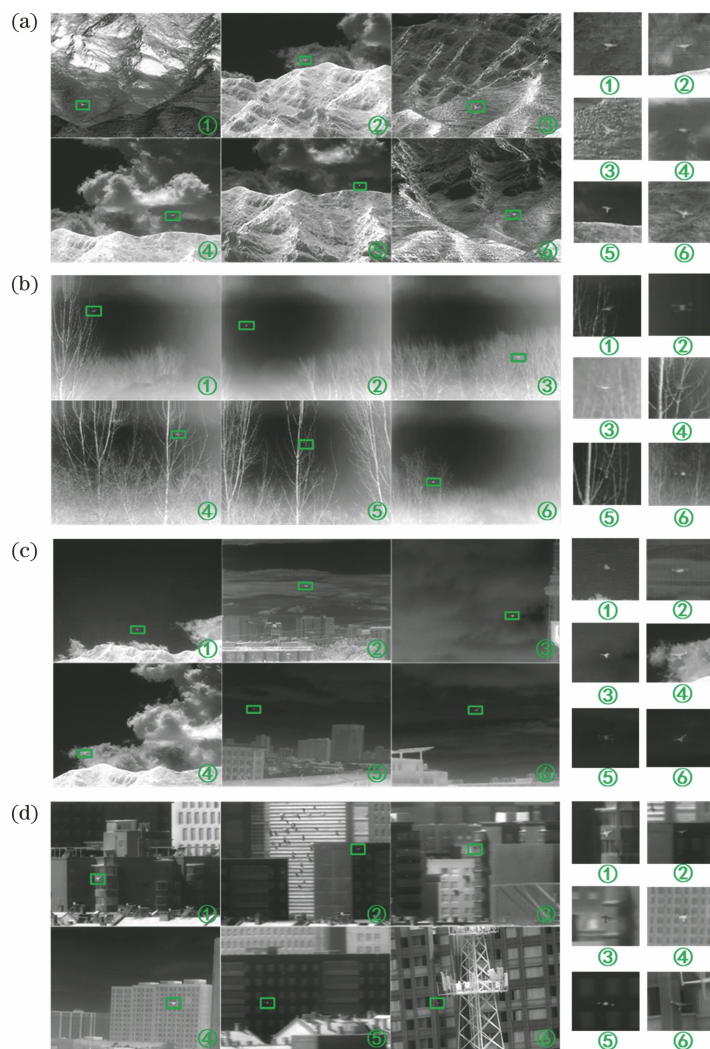 (a)
① ② ③
④ ⑤ ⑥
① ②
③ ④
⑤ ⑥
(b)
① ② ③
④ ⑤ ⑥
① ②
③ ④
⑤ ⑥
(c)
① ② ③
④ ⑤ ⑥
① ②
③ ④
⑤ ⑥
(d)
① ② ③
④ ⑤ ⑥
① ②
③ ④
⑤ ⑥